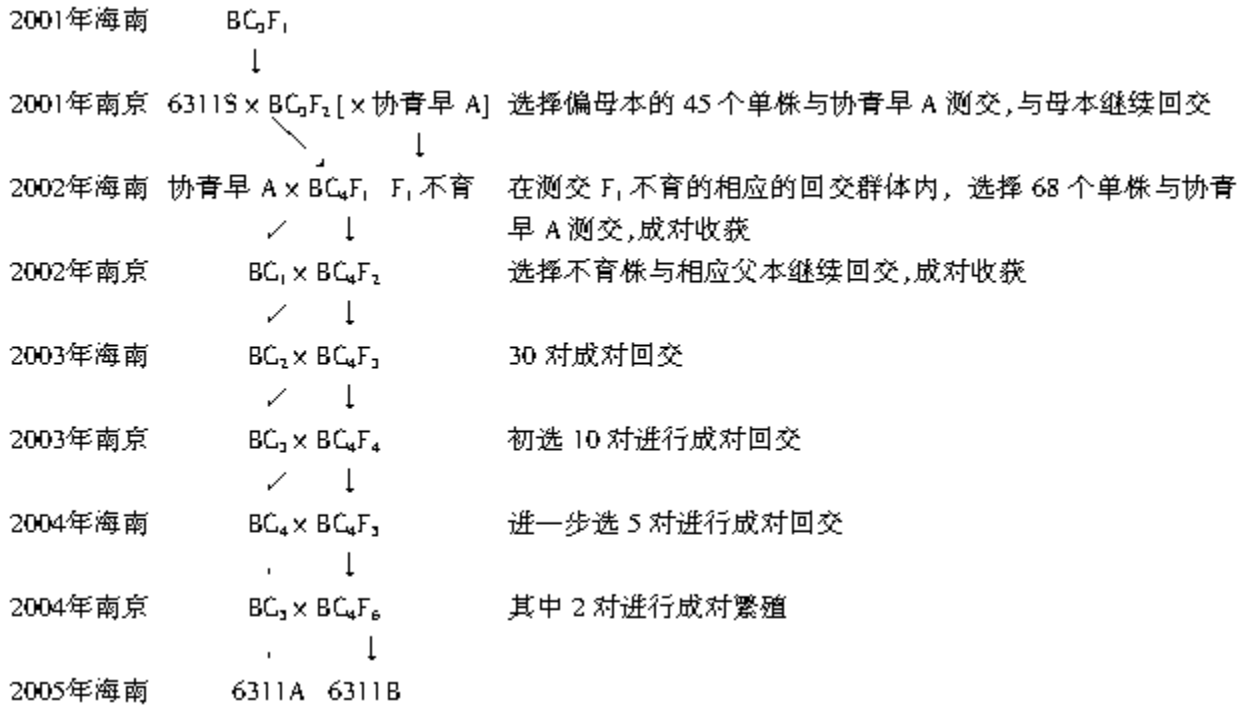 2001年海南 BC₃F₁
↓
2001年南京 6311S × BC₃F₂ [ × 协青早 A] 选择偏母本的 45 个单株与协青早 A 测交,与母本继续回交
↓
2002年海南 协青早 A × BC₄F₁ F₁ 不育 在测交 F₁ 不育的相应的回交群体内, 选择 68 个单株与协青
↙ ↓ 早 A 测交,成对收获
2002年南京 BC₁ × BC₄F₂ 选择不育株与相应父本继续回交,成对收获
↙ ↓
2003年海南 BC₂ × BC₄F₃ 30 对成对回交
↙ ↓
2003年南京 BC₃ × BC₄F₄ 初选 10 对进行成对回交
↙ ↓
2004年海南 BC₄ × BC₄F₃ 进一步选 5 对进行成对回交
↓
2004年南京 BC₃ × BC₄F₆ 其中 2 对进行成对繁殖
↓
2005年海南 6311A 6311B